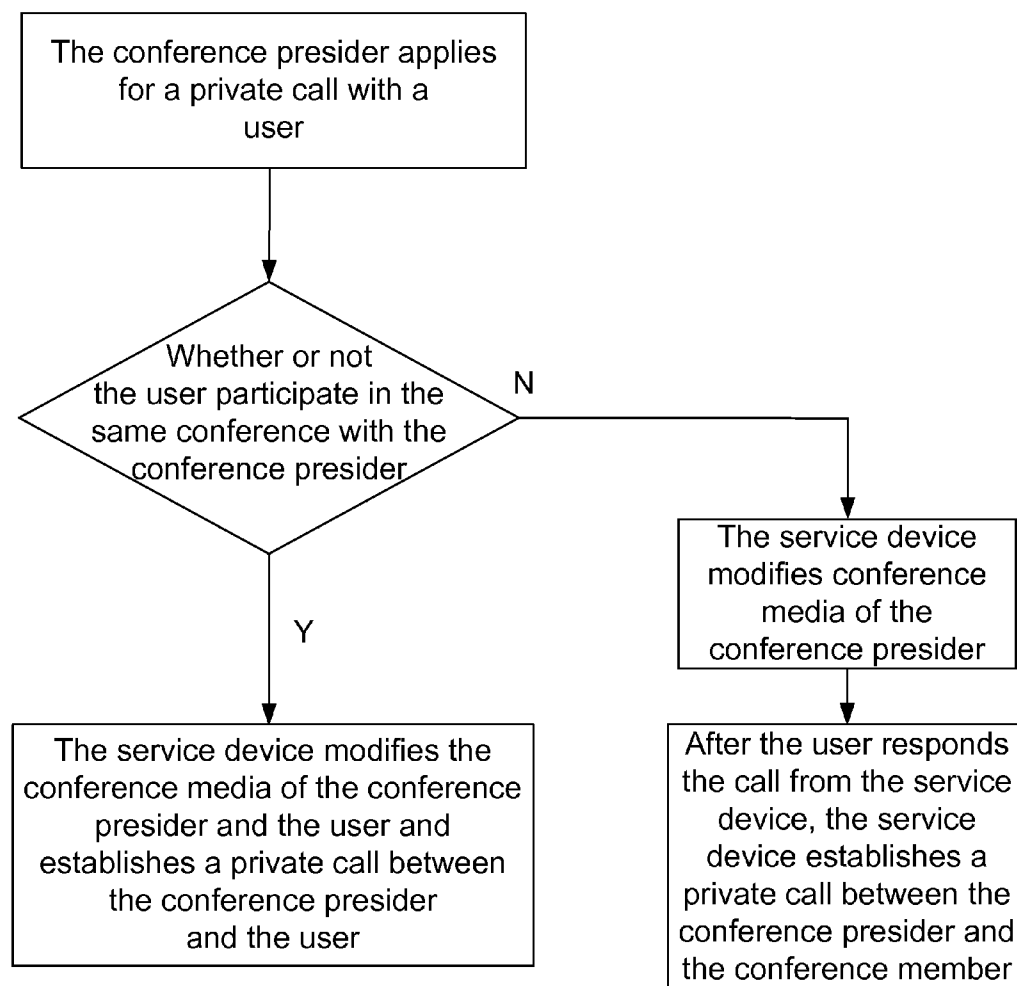 The conference presider applies
for a private call with a
user
Whether or not
the user participate in the
same conference with the
conference presider
N
Y
The service device
modifies conference
media of the
conference presider
The service device modifies the
conference media of the conference
presider and the user and
establishes a private call between
the conference presider
and the user
After the user responds
the call from the service
device, the service
device establishes a
private call between the
conference presider and
the conference member